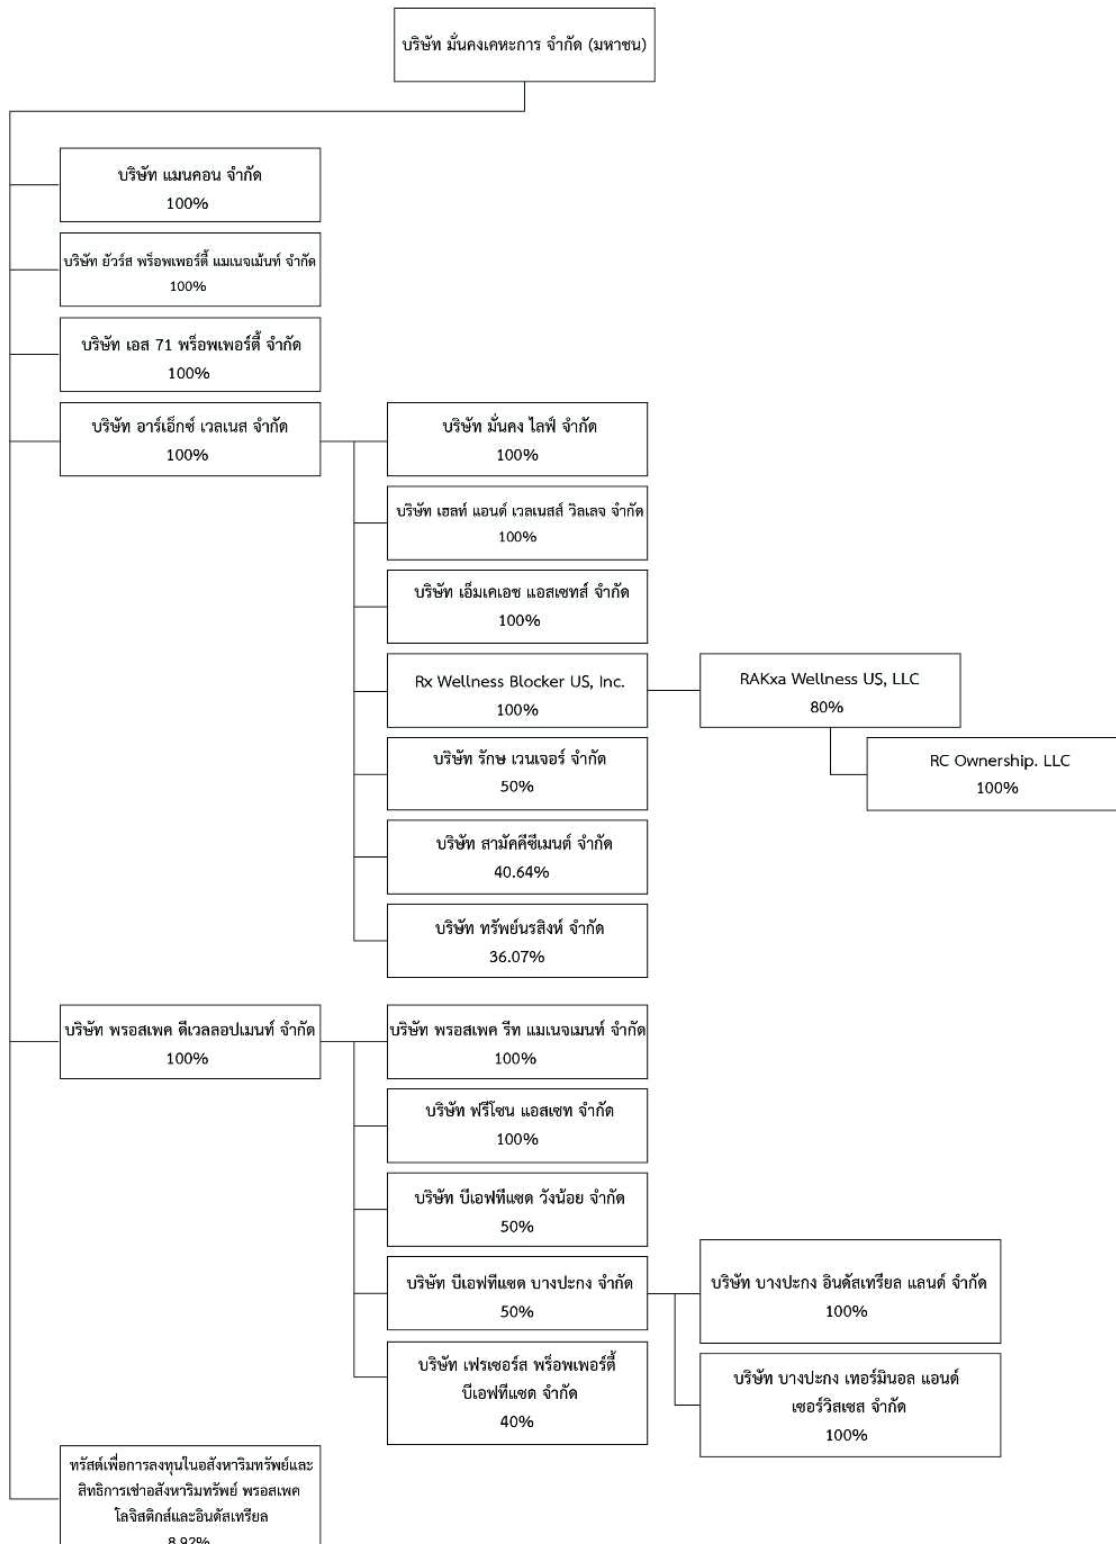 บริษัท มั่นคงเคหะการ จำกัด (มหาชน)
บริษัท แมนคอน จำกัด
100%
บริษัท ยัวร์ส พร็อพเพอร์ตี้ แมเนจเม้นท์ จำกัด
100%
บริษัท เอส 71 พร็อพเพอร์ตี้ จำกัด
100%
บริษัท อาร์เอ็กซ์ เวลเนส จำกัด
100%
บริษัท มั่นคง ไลฟ์ จำกัด
100%
บริษัท เฮลท์ แอนด์ เวลเนสส์ วิลเลจ จำกัด
100%
บริษัท เอ็มเคเอช แอสเซทส์ จำกัด
100%
Rx Wellness Blocker US, Inc.
100%
RAKxa Wellness US, LLC
80%
RC Ownership. LLC
100%
บริษัท รักษ เวนเจอร์ จำกัด
50%
บริษัท สามัคคีซีเมนต์ จำกัด
40.64%
บริษัท ทรัพย์นรสิงห์ จำกัด
36.07%
บริษัท พรอสเพค ดีเวลลอปเมนท์ จำกัด
100%
บริษัท พรอสเพค รีท แมเนจเมนท์ จำกัด
100%
บริษัท ฟรีโซน แอสเซท จำกัด
100%
บริษัท บีเอฟทีแซด วังน้อย จำกัด
50%
บริษัท บีเอฟทีแซด บางปะกง จำกัด
50%
บริษัท บางปะกง อินดัสเทรียล แลนด์ จำกัด
100%
บริษัท บางปะกง เทอร์มินอล แอนด์
เซอร์วิสเซส จำกัด
100%
บริษัท เฟรเซอร์ส พร็อพเพอร์ตี้
บีเอฟทีแซด จำกัด
40%
ทรัสต์เพื่อการลงทุนในอสังหาริมทรัพย์และ
สิทธิการเช่าอสังหาริมทรัพย์ พรอสเพค
โลจิสติกส์และอินดัสเทรียล
8.92%